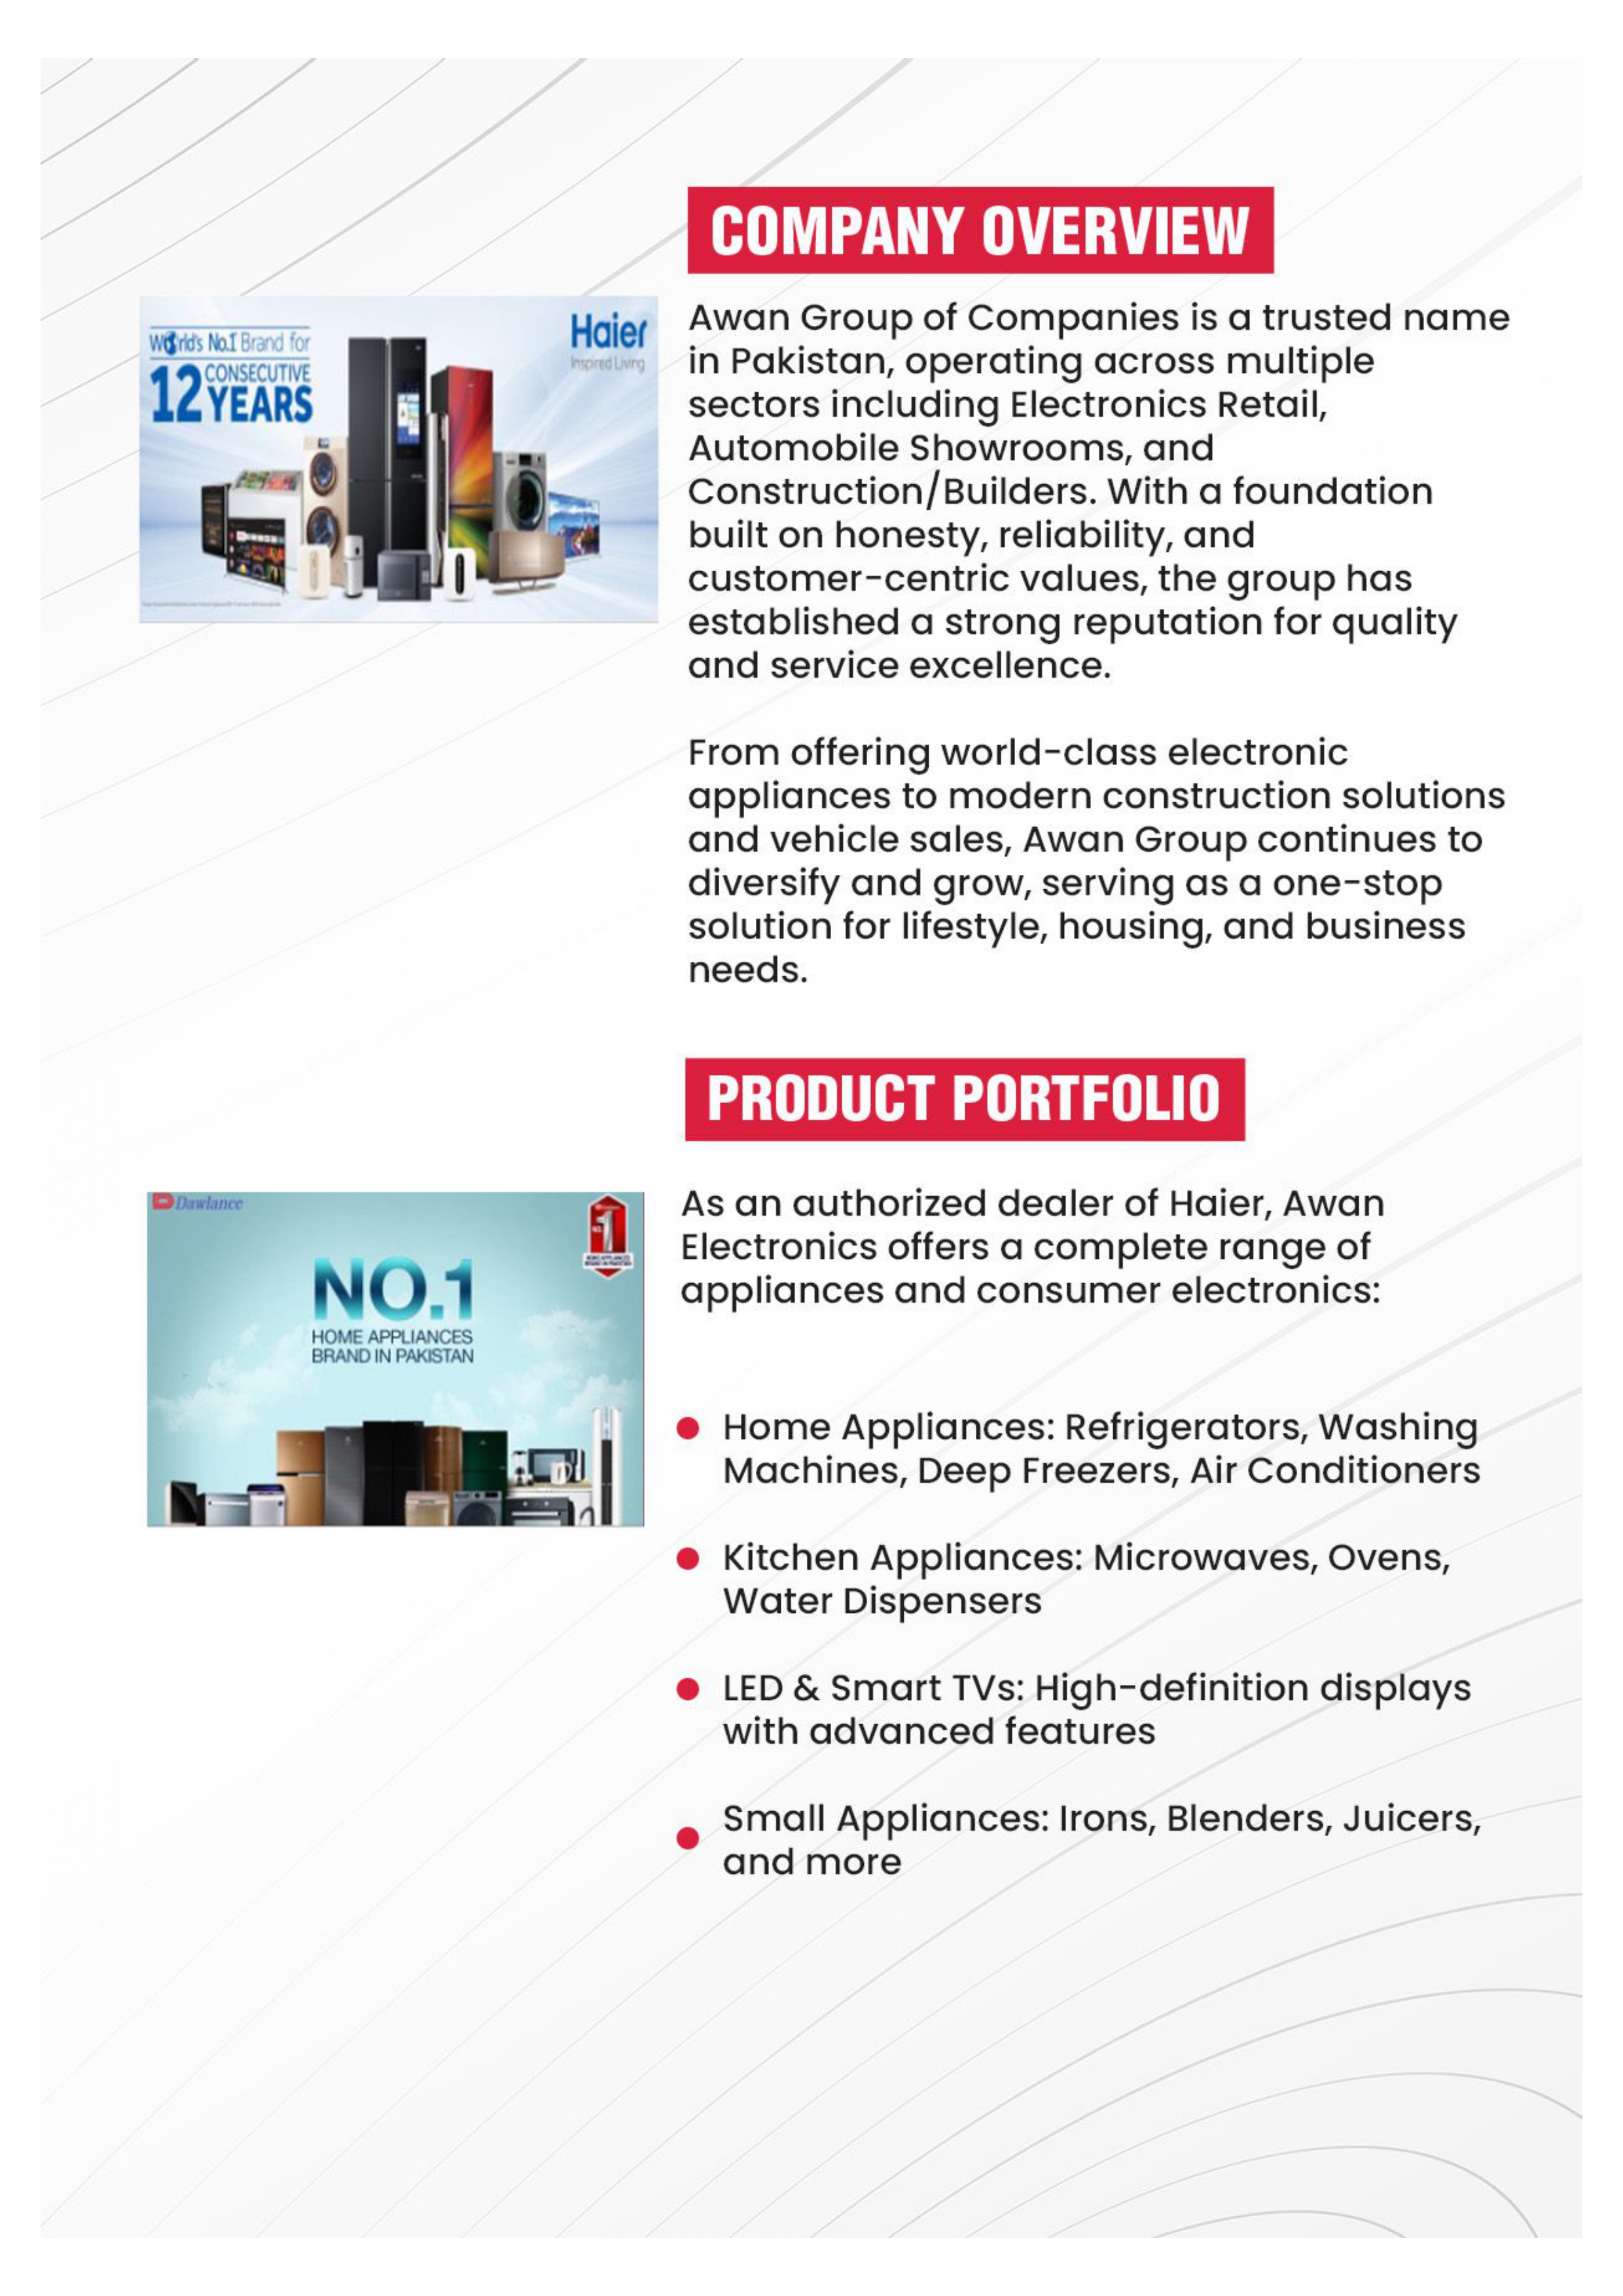 COMPANY OVERVIEW
World's No.1 Brand for
12 CONSECUTIVE
YEARS
Haier
Inspired Living
Awan Group of Companies is a trusted name
in Pakistan, operating across multiple
sectors including Electronics Retail,
Automobile Showrooms, and
Construction/Builders. With a foundation
built on honesty, reliability, and
customer-centric values, the group has
established a strong reputation for quality
and service excellence.
From offering world-class electronic
appliances to modern construction solutions
and vehicle sales, Awan Group continues to
diversify and grow, serving as a one-stop
solution for lifestyle, housing, and business
needs.
PRODUCT PORTFOLIO
Dawlance
NO.1
HOME APPLIANCES
BRAND IN PAKISTAN
NO.
1
As an authorized dealer of Haier, Awan
Electronics offers a complete range of
appliances and consumer electronics:
Home Appliances: Refrigerators, Washing
Machines, Deep Freezers, Air Conditioners
Kitchen Appliances: Microwaves, Ovens,
Water Dispensers
LED & Smart TVs: High-definition displays
with advanced features
Small Appliances: Irons, Blenders, Juicers,
and more